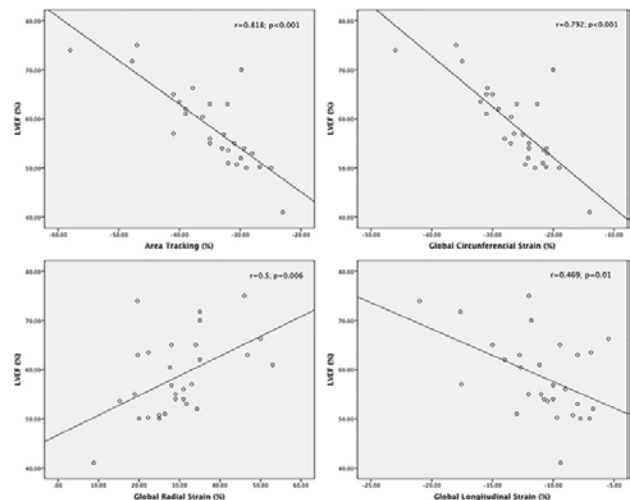 r=0.818; p<0.001
LVEF (%)
80.00
70.00
60.00
50.00
40.00
-60.00 -50.00 -40.00 -30.00 -20.00
Area Tracking (%)
r=0.792; p<0.001
LVEF (%)
80.00
70.00
60.00
50.00
40.00
-50.00 -40.00 -30.00 -20.00 -10.00
Global Circunferencial Strain (%)
r=0.5; p=0.006
LVEF (%)
80.00
70.00
60.00
50.00
40.00
.00 10.00 20.00 30.00 40.00 50.00 60.00
Global Radial Strain (%)
r=0.469; p=0.01
LVEF (%)
80.00
70.00
60.00
50.00
40.00
-25.00 -20.00 -15.00 -10.00 -5.00
Global Longitudinal Strain (%)